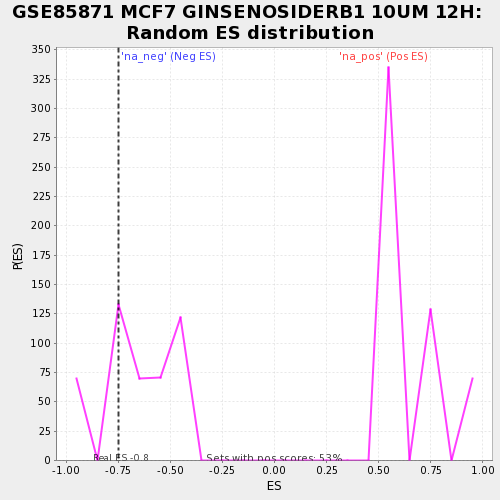 GSE85871 MCF7 GINSENOSIDERB1 10UM 12H:
Random ES distribution
'na_neg' (Neg ES)
'na_pos' (Pos ES)
350
325
300
275
250
225
200
175
150
125
100
75
50
25
0
P(ES)
Real ES -0.8
Sets with pos scores: 53%
-1.00 -0.75 -0.50 -0.25 0.00 0.25 0.50 0.75 1.00
ES